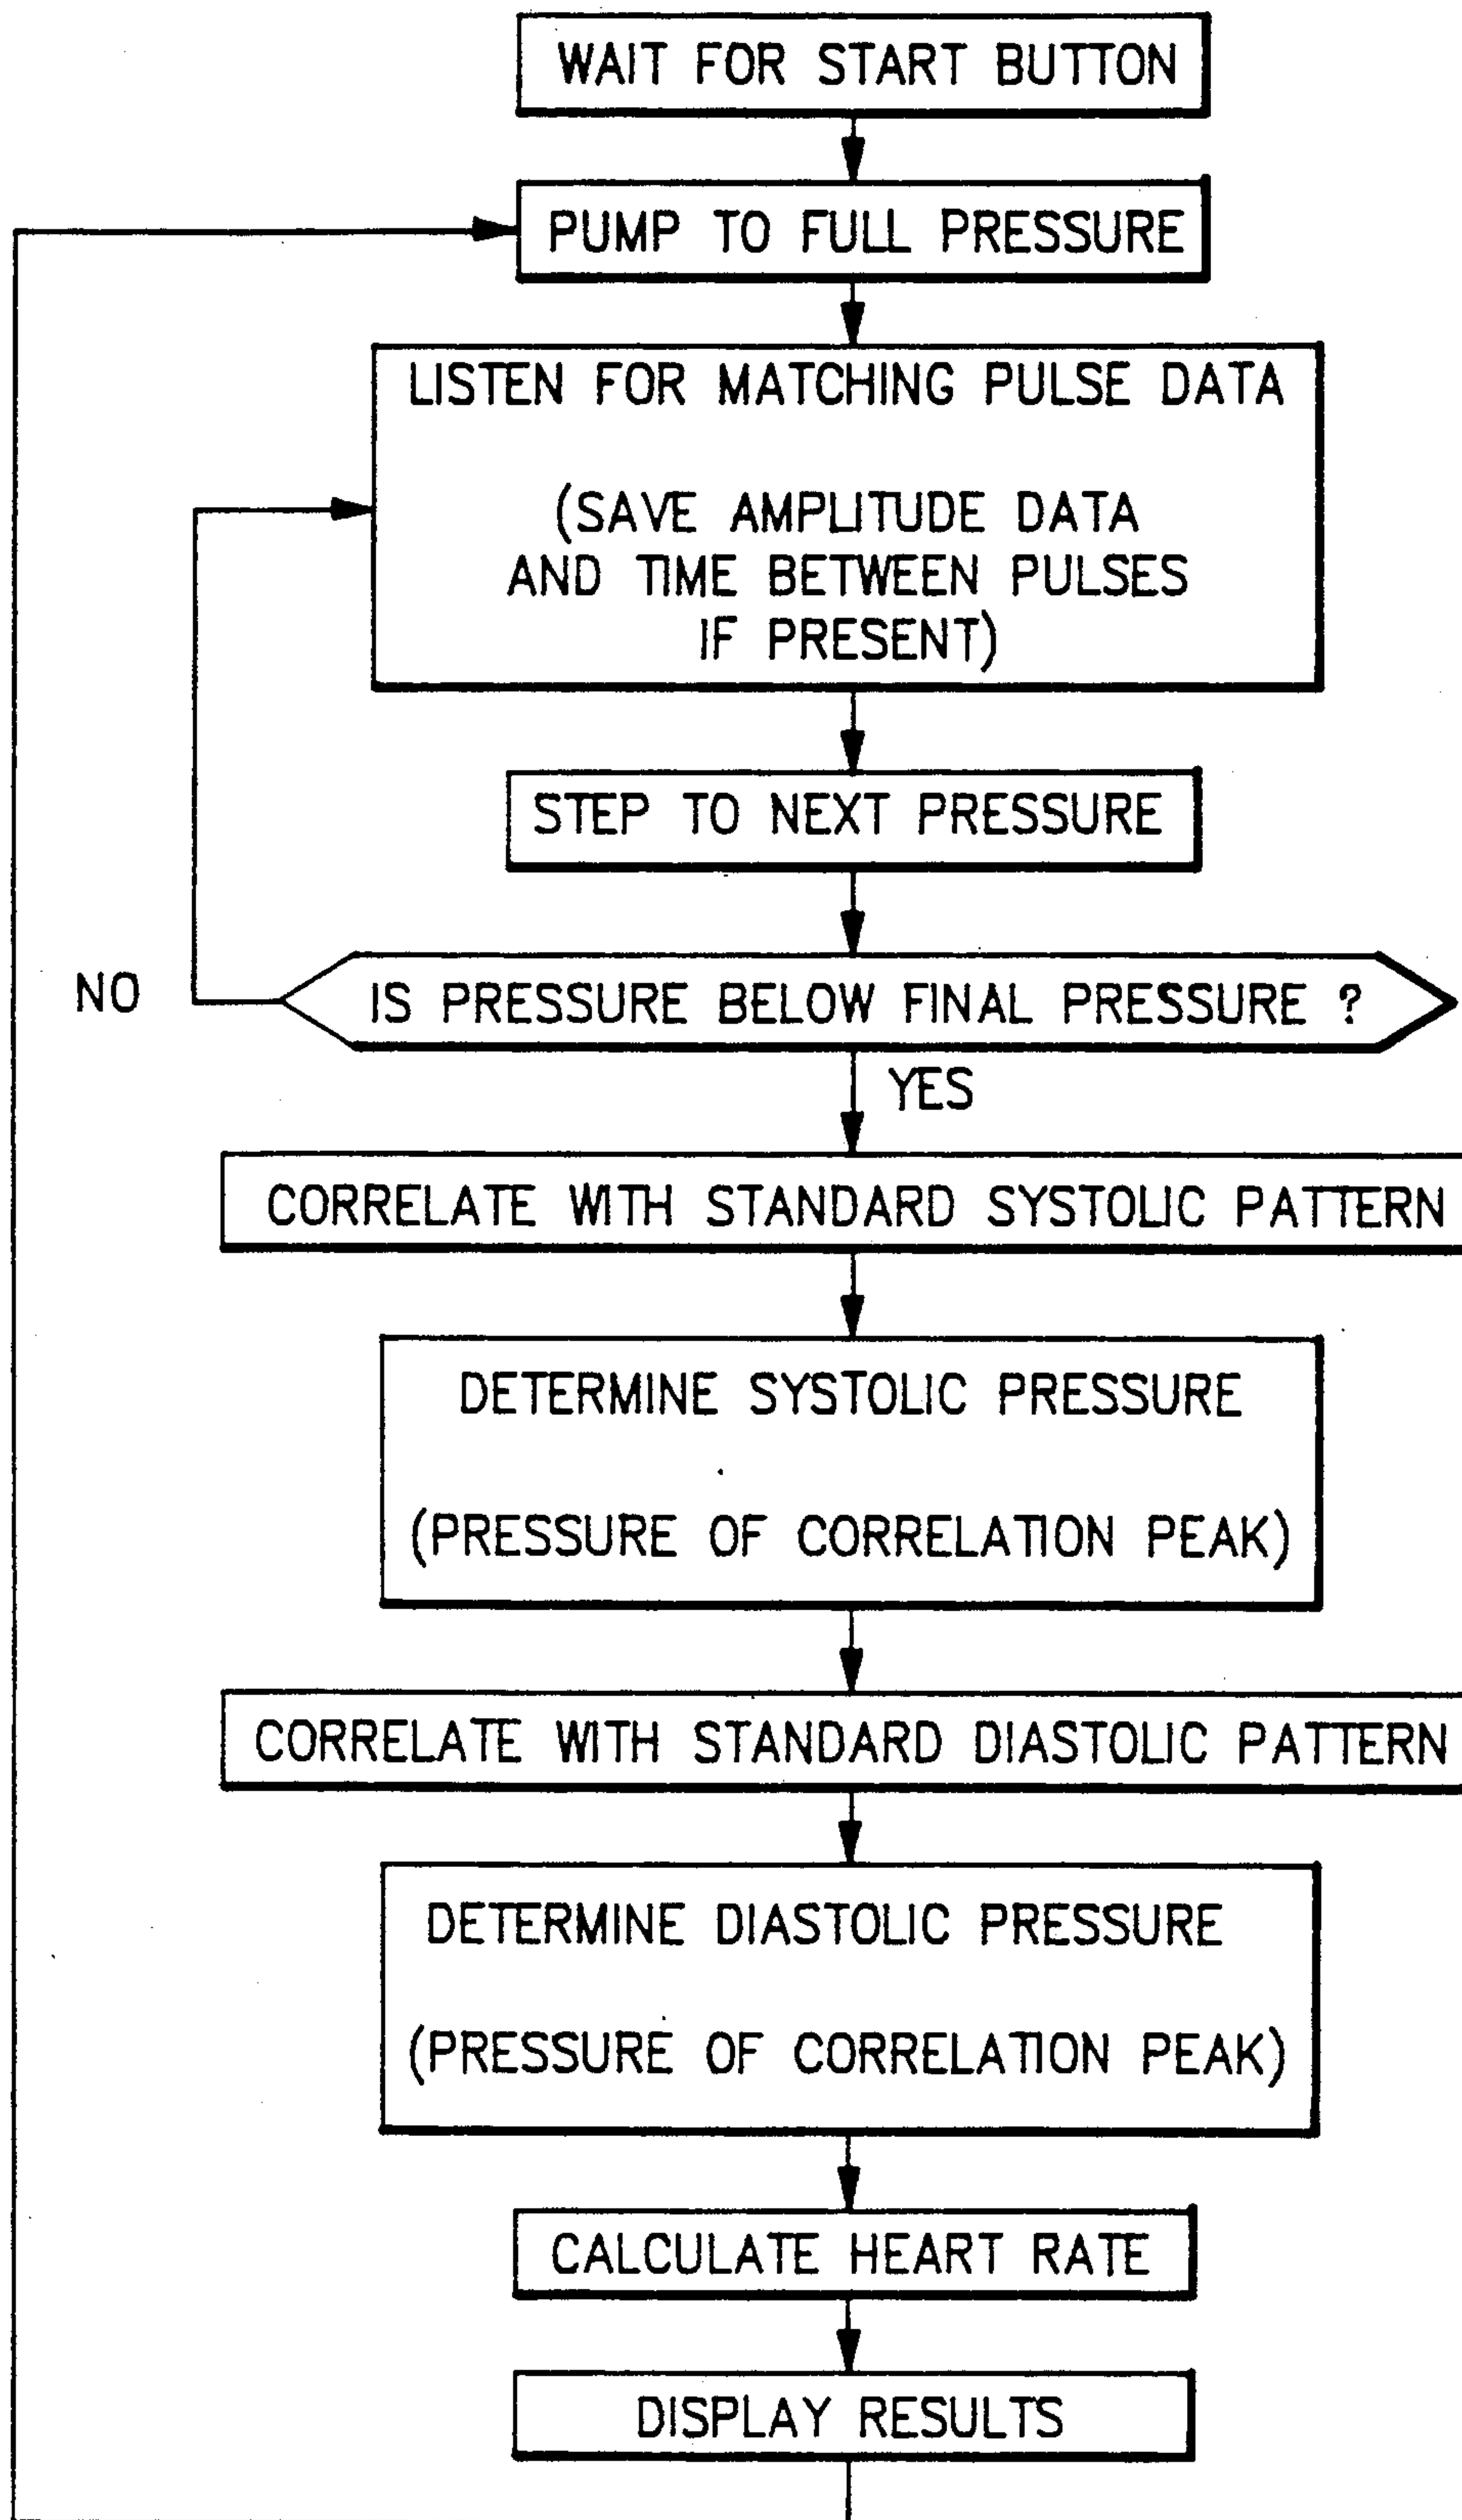 WAIT FOR START BUTTON
PUMP TO FULL PRESSURE
LISTEN FOR MATCHING PULSE DATA
(SAVE AMPLITUDE DATA
AND TIME BETWEEN PULSES
IF PRESENT)
STEP TO NEXT PRESSURE
NO
IS PRESSURE BELOW FINAL PRESSURE ?
YES
CORRELATE WITH STANDARD SYSTOLIC PATTERN
DETERMINE SYSTOLIC PRESSURE
(PRESSURE OF CORRELATION PEAK)
CORRELATE WITH STANDARD DIASTOLIC PATTERN
DETERMINE DIASTOLIC PRESSURE
(PRESSURE OF CORRELATION PEAK)
CALCULATE HEART RATE
DISPLAY RESULTS